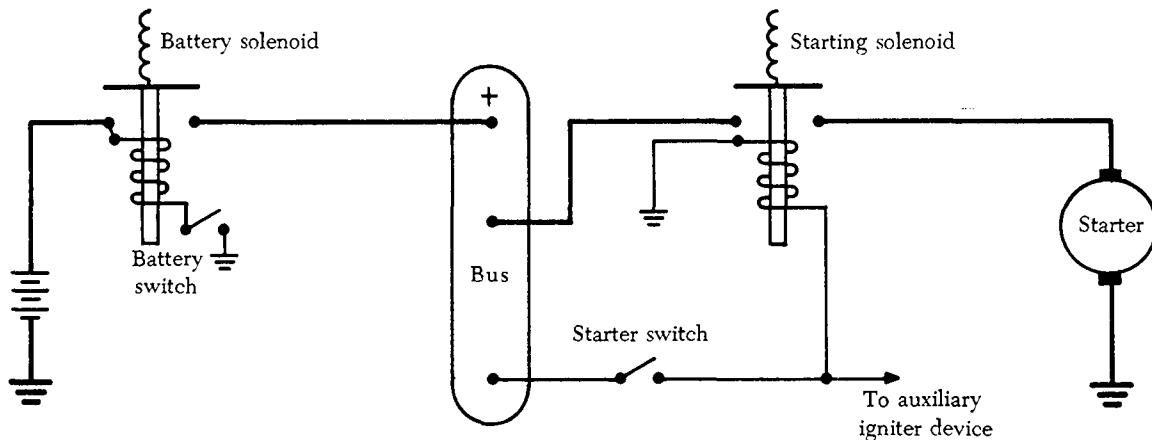 Battery solenoid
Starting solenoid
+
Battery
switch
Bus
Starter
Starter switch
To auxiliary
igniter device